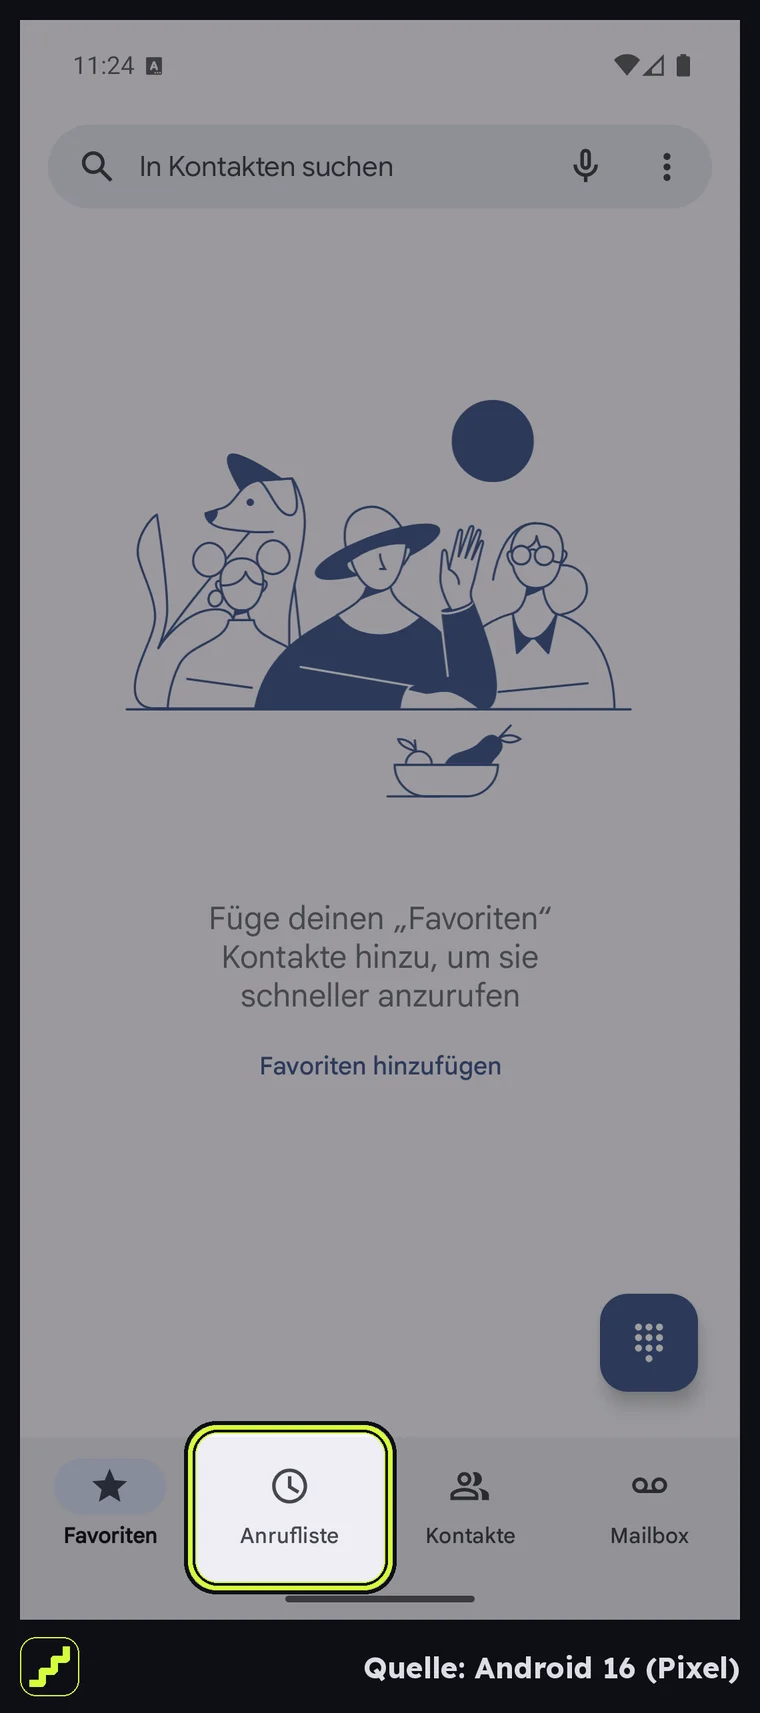 11:24
In Kontakten suchen
Füge deinen „Favoriten“
Kontakte hinzu, um sie
schneller anzurufen
Favoriten hinzufügen
Favoriten
Anrufliste
Kontakte
Mailbox
Quelle: Android 16 (Pixel)